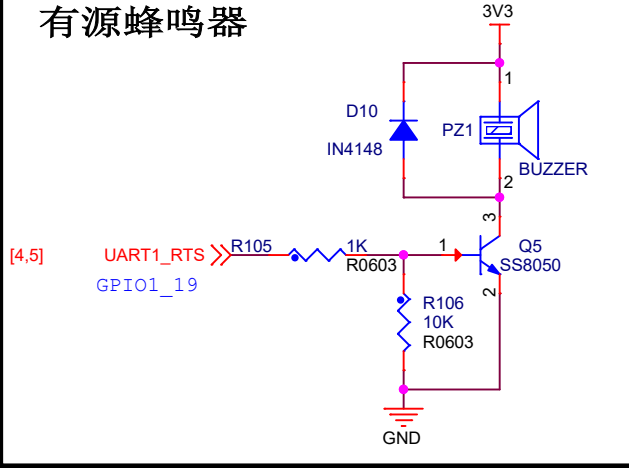 有源蜂鸣器
3V3
1
D10
IN4148
PZ1
BUZZER
2
3
[4,5]
UART1_RTS
R105
1K
R0603
GPIO1_19
1
Q5
SS8050
2
R106
10K
R0603
GND